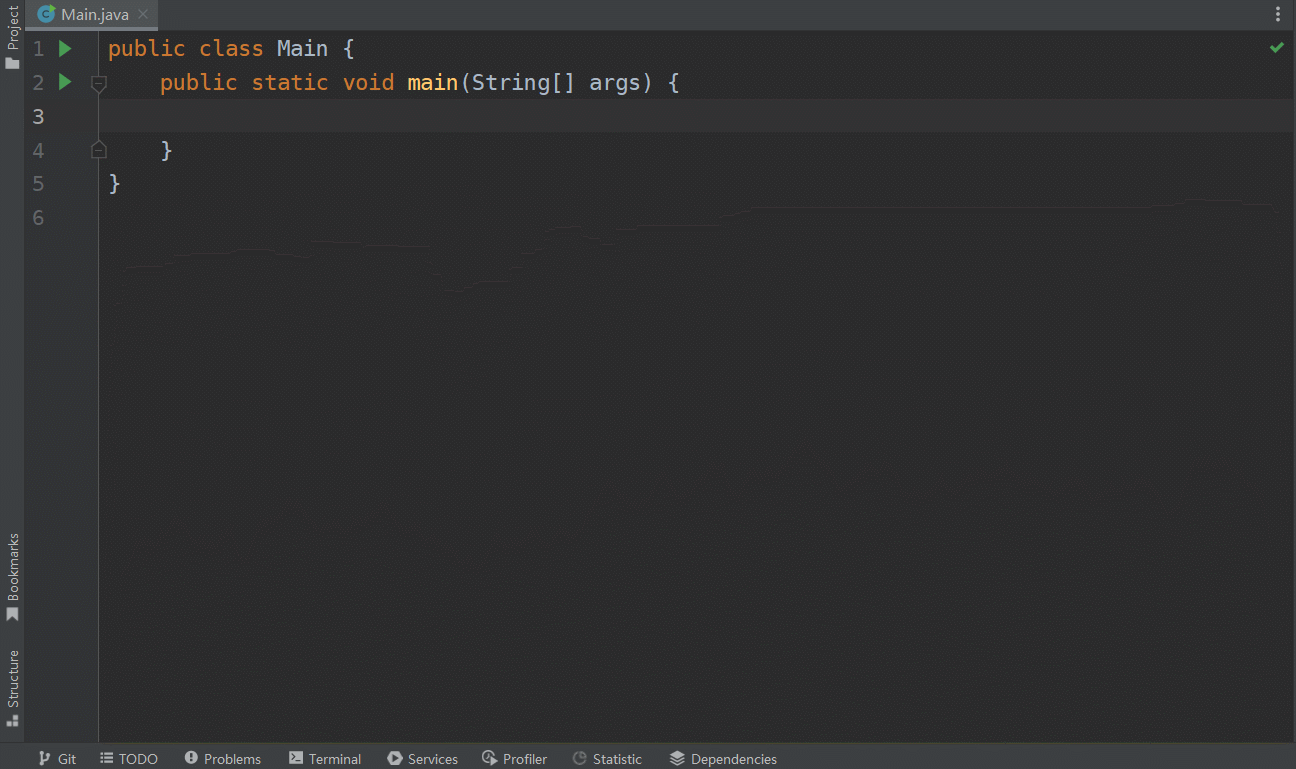 Project
Main.java
1 public class Main {
2 public static void main(String[] args) {
3
4 }
5 }
6
Bookmarks
Structure
Git TODO Problems Terminal Services Profiler Statistic Dependencies